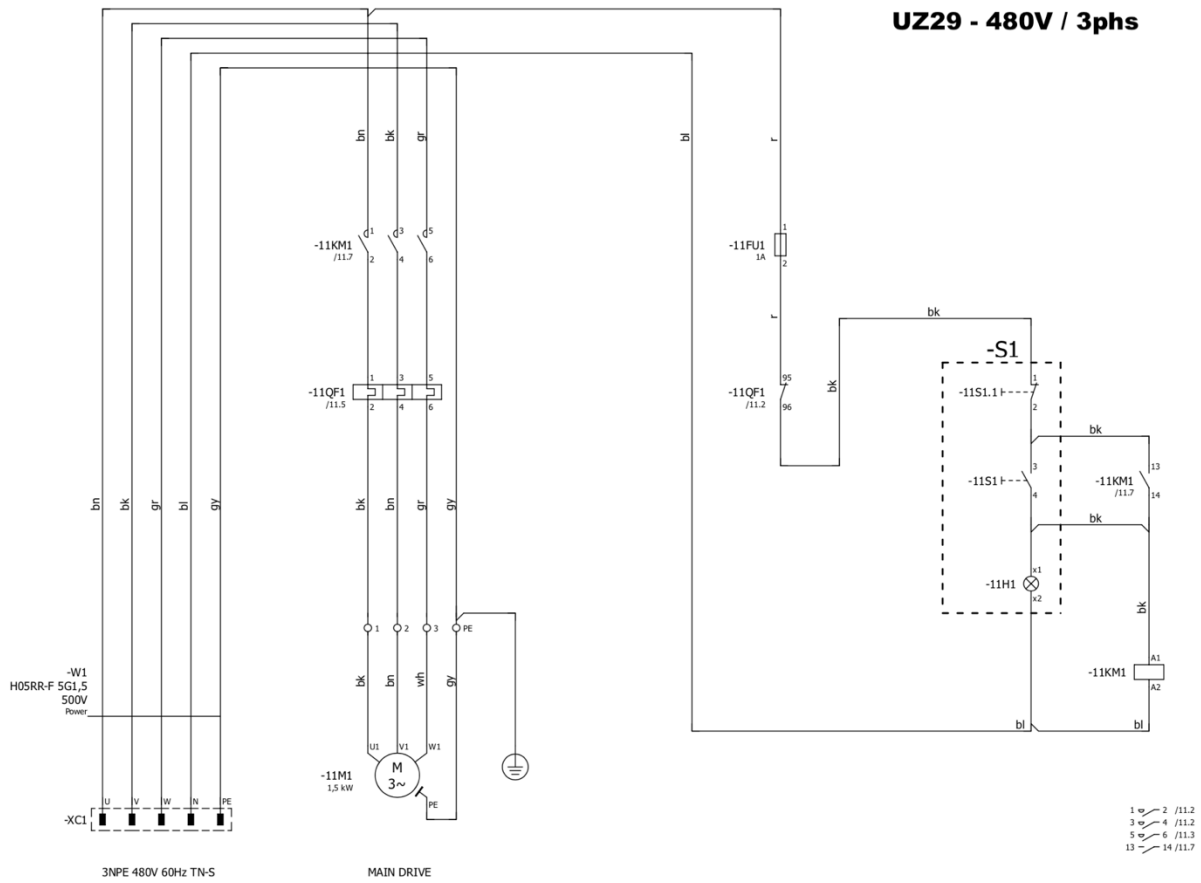 UZ29 - 480V / 3phs
bn
bk
gr
bl
r
-11KM1
/11.7
1
2
3
4
5
6
-11FU1
1A
1
2
r
bk
bk
-S1
-11QF1
/11.5
1
2
3
4
5
6
-11QF1
/11.2
95
96
-11S1.1
1
2
bk
-11S1
3
4
-11KM1
/11.7
13
14
bk
bn
bk
gr
bl
gy
bk
bn
gr
gy
-11H1
x1
x2
bk
1
2
3
PE
-W1
H05RR-F 5G1,5
500V
Power
bk
bn
wh
gy
-11KM1
A1
A2
bl
bl
U1
V1
W1
-11M1
1,5 kW
M
3~
PE
-XC1
U
V
W
N
PE
1 2 /11.2
3 4 /11.2
5 6 /11.3
13 14 /11.7
3NPE 480V 60Hz TN-S
MAIN DRIVE